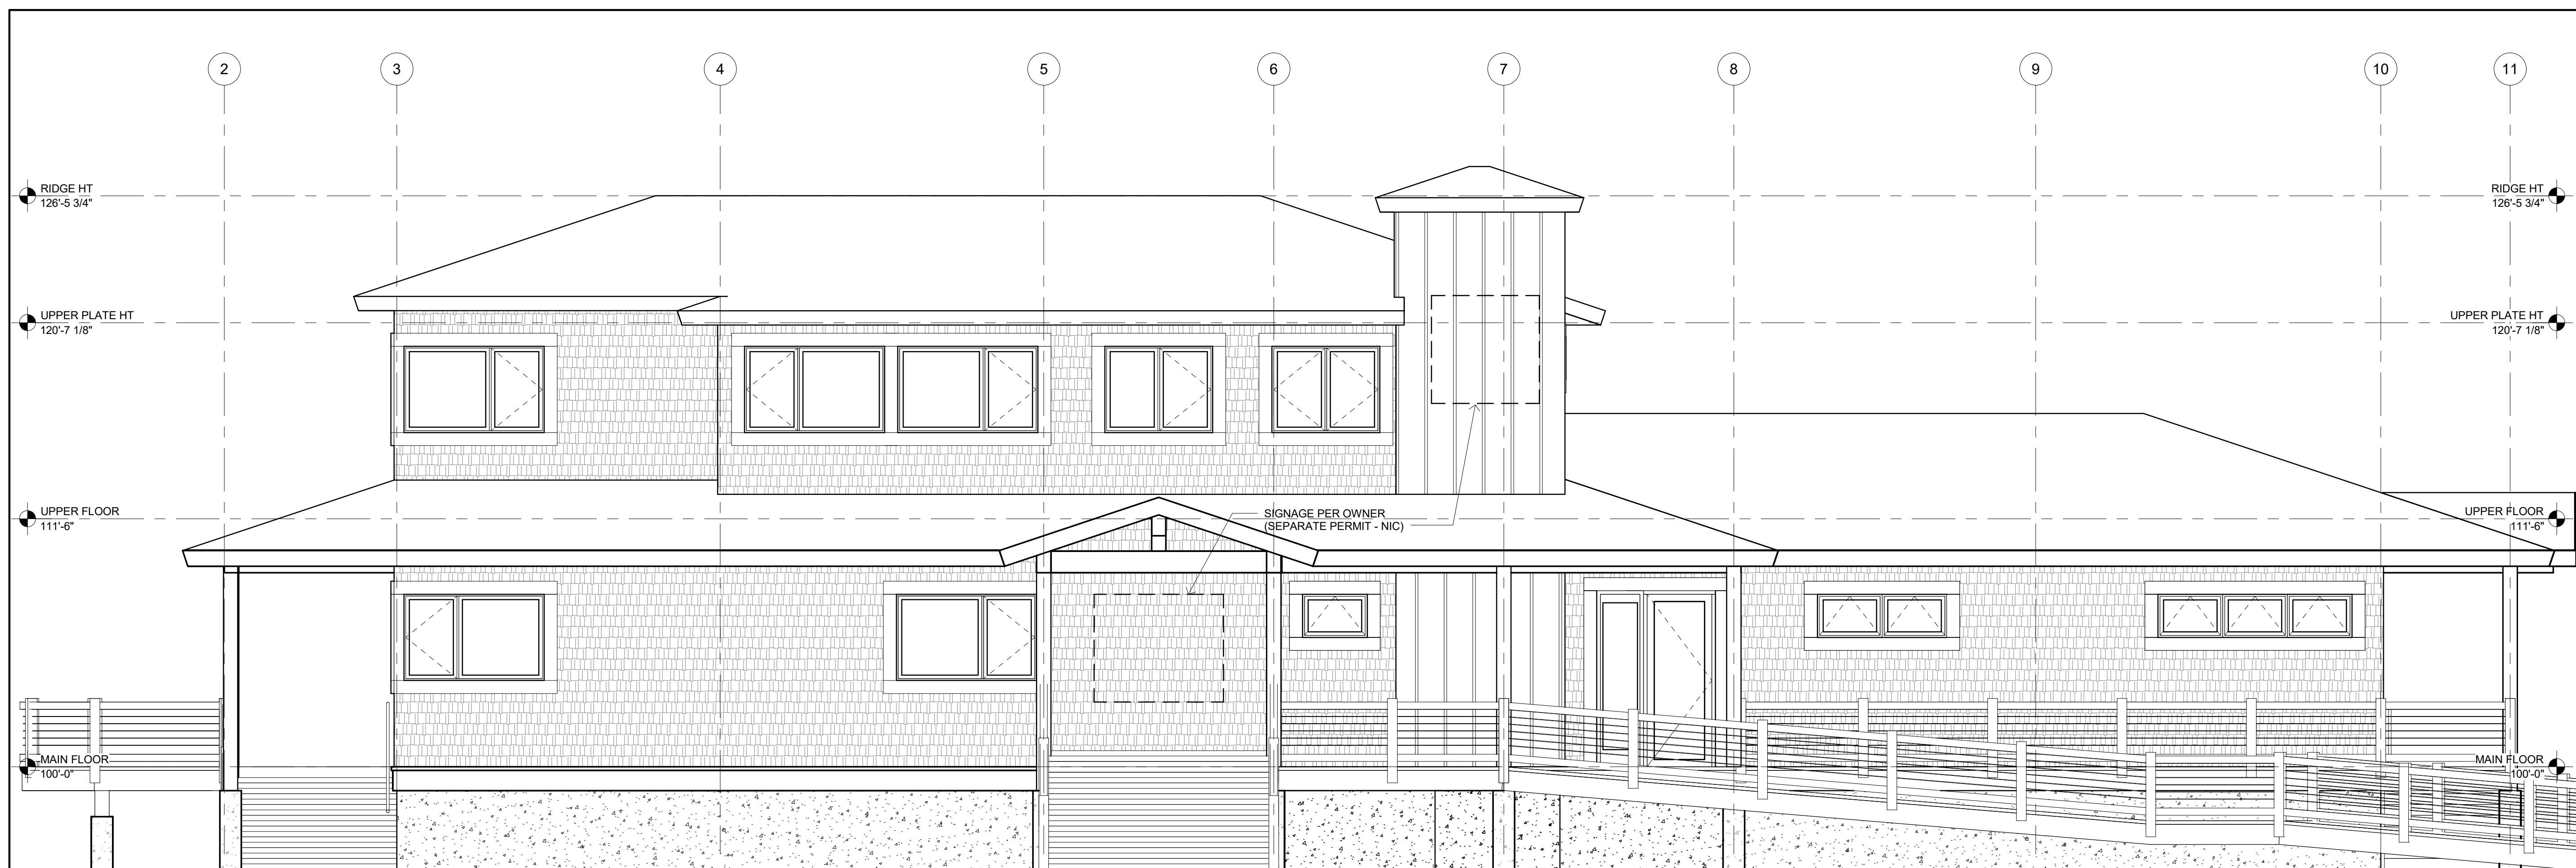 2 3 4 5 6 7 8 9 10 11
RIDGE HT
126'-5 3/4"
RIDGE HT
126'-5 3/4"
UPPER PLATE HT
120'-7 1/8"
UPPER PLATE HT
120'-7 1/8"
UPPER FLOOR
111'-6"
SIGNAGE PER OWNER
(SEPARATE PERMIT - NIC)
UPPER FLOOR
111'-6"
MAIN FLOOR
100'-0"
MAIN FLOOR
100'-0"